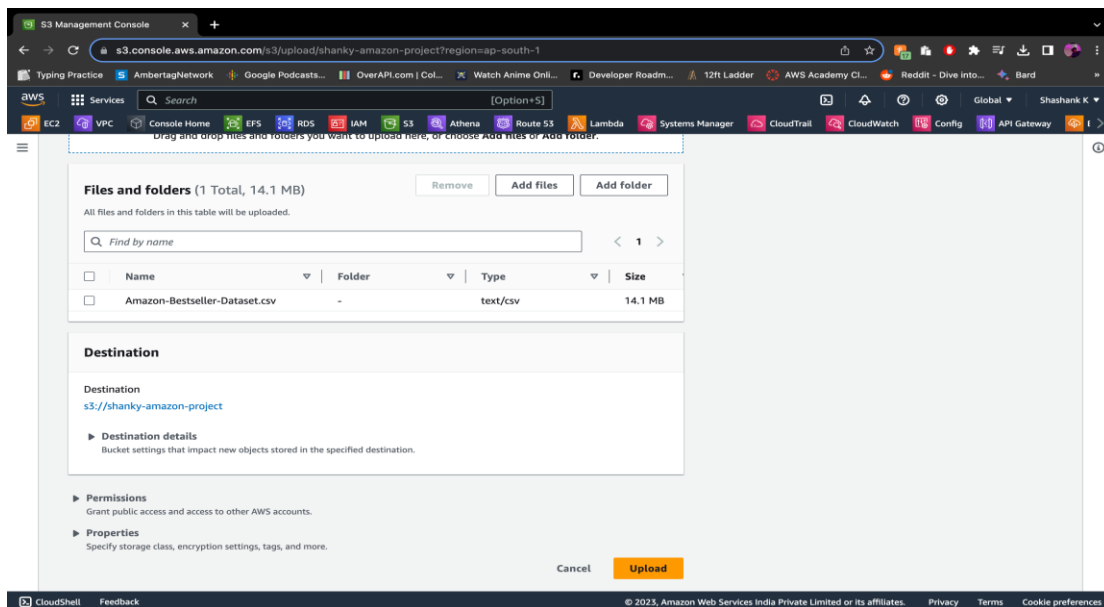 S3 Management Console
s3.console.aws.amazon.com/s3/upload/shanky-amazon-project?region=ap-south-1
Typing Practice AmbertagNetwork Google Podcasts... OverAPI.com | Col... Watch Anime Onli... Developer Roadm... 12ft Ladder AWS Academy Cl... Reddit - Dive into... Bard »
aws Services Search [Option+S] Global Shashank K
EC2 VPC Console Home EFS RDS IAM S3 Athena Route 53 Lambda Systems Manager CloudTrail CloudWatch Config API Gateway
Drag and drop files and folders you want to upload here, or choose Add files or Add folder.
Files and folders (1 Total, 14.1 MB) Remove Add files Add folder
All files and folders in this table will be uploaded.
Find by name < 1 >
Name Folder Type Size
Amazon-Bestseller-Dataset.csv - text/csv 14.1 MB
Destination
Destination
s3://shanky-amazon-project
Destination details
Bucket settings that impact new objects stored in the specified destination.
Permissions
Grant public access and access to other AWS accounts.
Properties
Specify storage class, encryption settings, tags, and more.
Cancel Upload
CloudShell Feedback © 2023, Amazon Web Services India Private Limited or its affiliates. Privacy Terms Cookie preferences